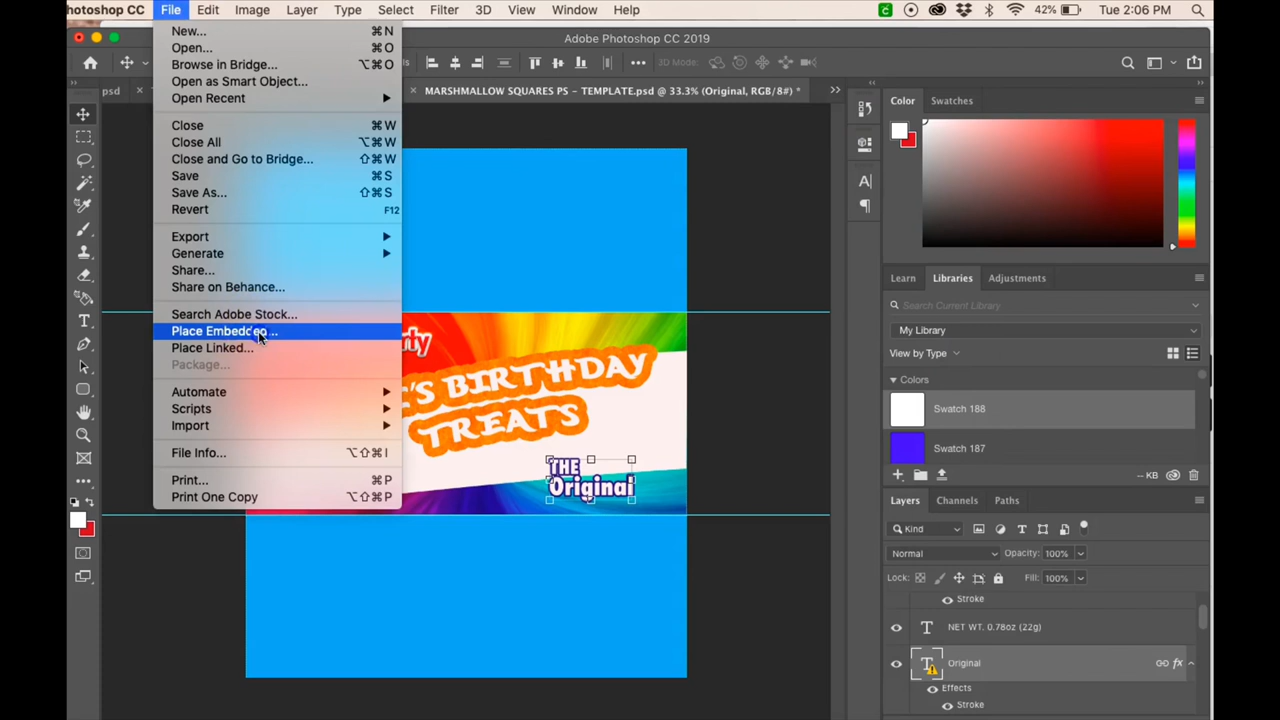 hotoshop CC File Edit Image Layer Type Select Filter 3D View Window Help 42% Tue 2:06 PM
Adobe Photoshop CC 2019
3D Mode:
psd × × MARSHMALLOW SQUARES PS – TEMPLATE.psd @ 33.3% (Original, RGB/8#) *
New... ⌘N
Open... ⌘O
Browse in Bridge... ⌥⌘O
Open as Smart Object...
Open Recent
Close ⌘W
Close All ⌥⌘W
Close and Go to Bridge... ⇧⌘W
Save ⌘S
Save As... ⇧⌘S
Revert F12
Export
Generate
Share...
Share on Behance...
Search Adobe Stock...
Place Embedded...
Place Linked...
Package...
Automate
Scripts
Import
File Info... ⌥⇧⌘I
Print... ⌘P
Print One Copy ⌥⇧⌘P
rty
'S BIRTHDAY
TREATS
THE
Original
Color Swatches
Learn Libraries Adjustments
Search Current Library
My Library
View by Type
Colors
Swatch 188
Swatch 187
-- KB
Layers Channels Paths
Kind
Normal Opacity: 100%
Lock: Fill: 100%
Stroke
NET WT. 0.78oz (22g)
Original fx
Effects
Stroke